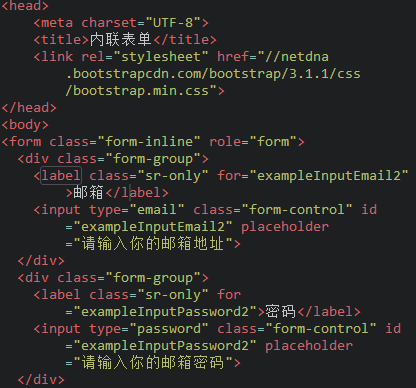 <head>
<meta charset="UTF-8">
<title>内联表单</title>
<link rel="stylesheet" href="//netdna
.bootstrapcdn.com/bootstrap/3.1.1/css
/bootstrap.min.css">
</head>
<body>
<form class="form-inline" role="form">
<div class="form-group">
<label class="sr-only" for="exampleInputEmail2"
>邮箱</label>
<input type="email" class="form-control" id
="exampleInputEmail2" placeholder
="请输入你的邮箱地址">
</div>
<div class="form-group">
<label class="sr-only" for
="exampleInputPassword2">密码</label>
<input type="password" class="form-control" id
="exampleInputPassword2" placeholder
="请输入你的邮箱密码">
</div>